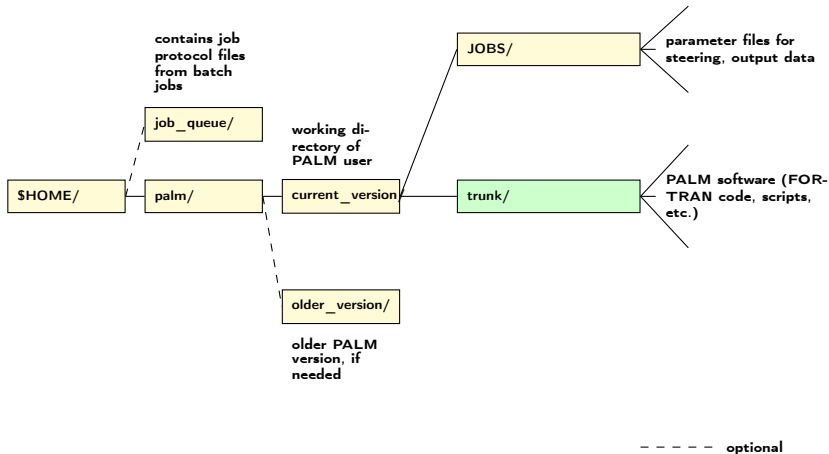 contains job
protocol files
from batch
jobs
JOBS/
parameter files for
steering, output data
job_queue/
working di-
rectory of
PALM user
$HOME/
palm/
current_version/
trunk/
PALM software (FOR-
TRAN code, scripts,
etc.)
older_version/
older PALM
version, if
needed
optional